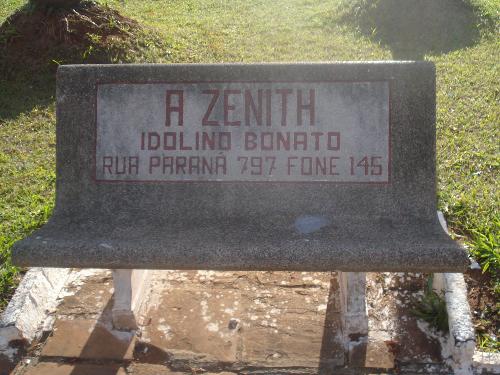 A ZENITH
IDOLINO BONATO
RUA PARANÁ 797 FONE 145